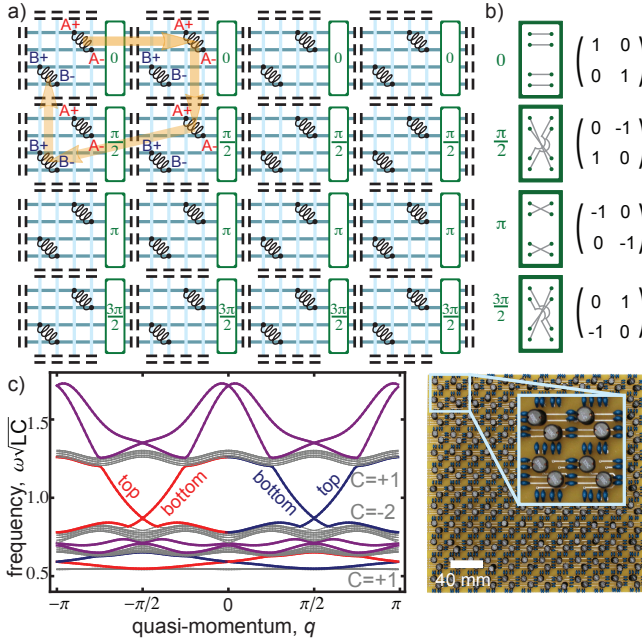 a)
b)
A+ A+
A- A-
B+ B+
B- B-
0 0 0 0
A+ A+
A- A-
B+ B+
B- B-
π/2 π/2 π/2 π/2
π π π π
3π/2 3π/2 3π/2 3π/2
0
1 0
0 1
π/2
0 -1
1 0
π
-1 0
0 -1
3π/2
0 1
-1 0
c)
frequency, ω√LC
1.5
1.0
0.5
top
bottom
bottom
top
C=+1
C=-2
C=+1
-π -π/2 0 π/2 π
quasi-momentum, q
40 mm